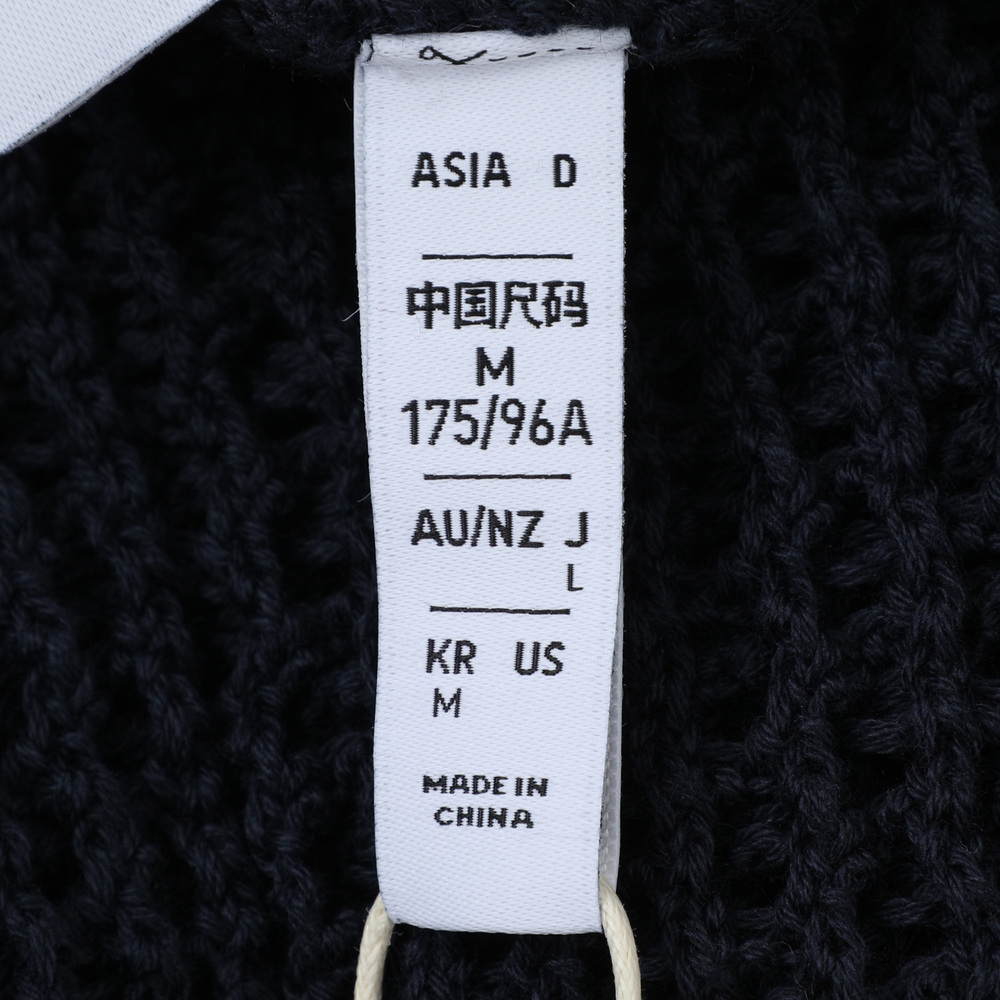 ASIA D
中国尺码
M
175/96A
AU/NZ J
L
KR US
M
MADE IN
CHINA